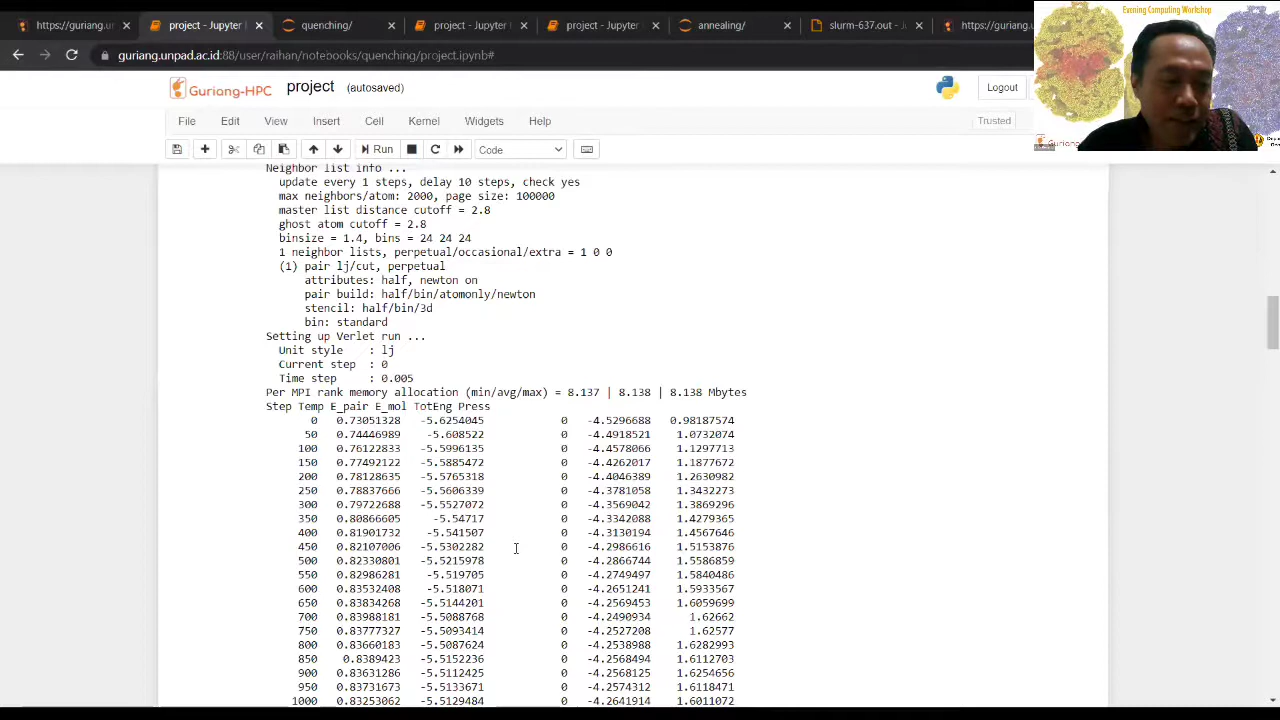 https://guriang.un
project - Jupyter
project - Jupyter
slurm-637.out - J
https://guriang.un
guriang.unpad.ac.id:88/user/raihan/notebooks/quenching/project.ipynb
Evening Computing Workshop
Guriang-HPC project (autosaved)
Logout
File Edit View Insert Cell Kernel Widgets Help
Trusted
Code
Neighbor list info ...
update every 1 steps, delay 10 steps, check yes
max neighbors/atom: 2000, page size: 100000
master list distance cutoff = 2.8
ghost atom cutoff = 2.8
binsize = 1.4, bins = 24 24 24
1 neighbor lists, perpetual/occasional/extra = 1 0 0
(1) pair lj/cut, perpetual
attributes: half, newton on
pair build: half/bin/atomonly/newton
stencil: half/bin/3d
bin: standard
Setting up Verlet run ...
Unit style : lj
Current step : 0
Time step : 0.005
Per MPI rank memory allocation (min/avg/max) = 8.137 | 8.138 | 8.138 Mbytes
Step Temp E_pair E_mol TotEng Press
0 0.73051328 -5.6254045 0 -4.5296688 0.98187574
50 0.74446989 -5.608522 0 -4.4918521 1.0732074
100 0.76122833 -5.5996135 0 -4.4578066 1.1297713
150 0.77492122 -5.5885472 0 -4.4262017 1.1877672
200 0.78128635 -5.5765318 0 -4.4046389 1.2630982
250 0.78837666 -5.5606339 0 -4.3781058 1.3432273
300 0.79722688 -5.5527072 0 -4.3569042 1.3869296
350 0.80866605 -5.54717 0 -4.3342088 1.4279365
400 0.81901732 -5.541507 0 -4.3130194 1.4567646
450 0.82107006 -5.5302282 0 -4.2986616 1.5153876
500 0.82330801 -5.5215978 0 -4.2866744 1.5586859
550 0.82986281 -5.519705 0 -4.2749497 1.5840486
600 0.83532408 -5.518071 0 -4.2651241 1.5933567
650 0.83834268 -5.5144201 0 -4.2569453 1.6059699
700 0.83988181 -5.5088768 0 -4.2490934 1.62662
750 0.83777327 -5.5093414 0 -4.2527208 1.62577
800 0.83660183 -5.5087624 0 -4.2538988 1.6282993
850 0.8389423 -5.5152236 0 -4.2568494 1.6112703
900 0.83631286 -5.5112425 0 -4.2568125 1.6254656
950 0.83731673 -5.5133671 0 -4.2574312 1.6118471
1000 0.83253062 -5.5129484 0 -4.2641914 1.6011072